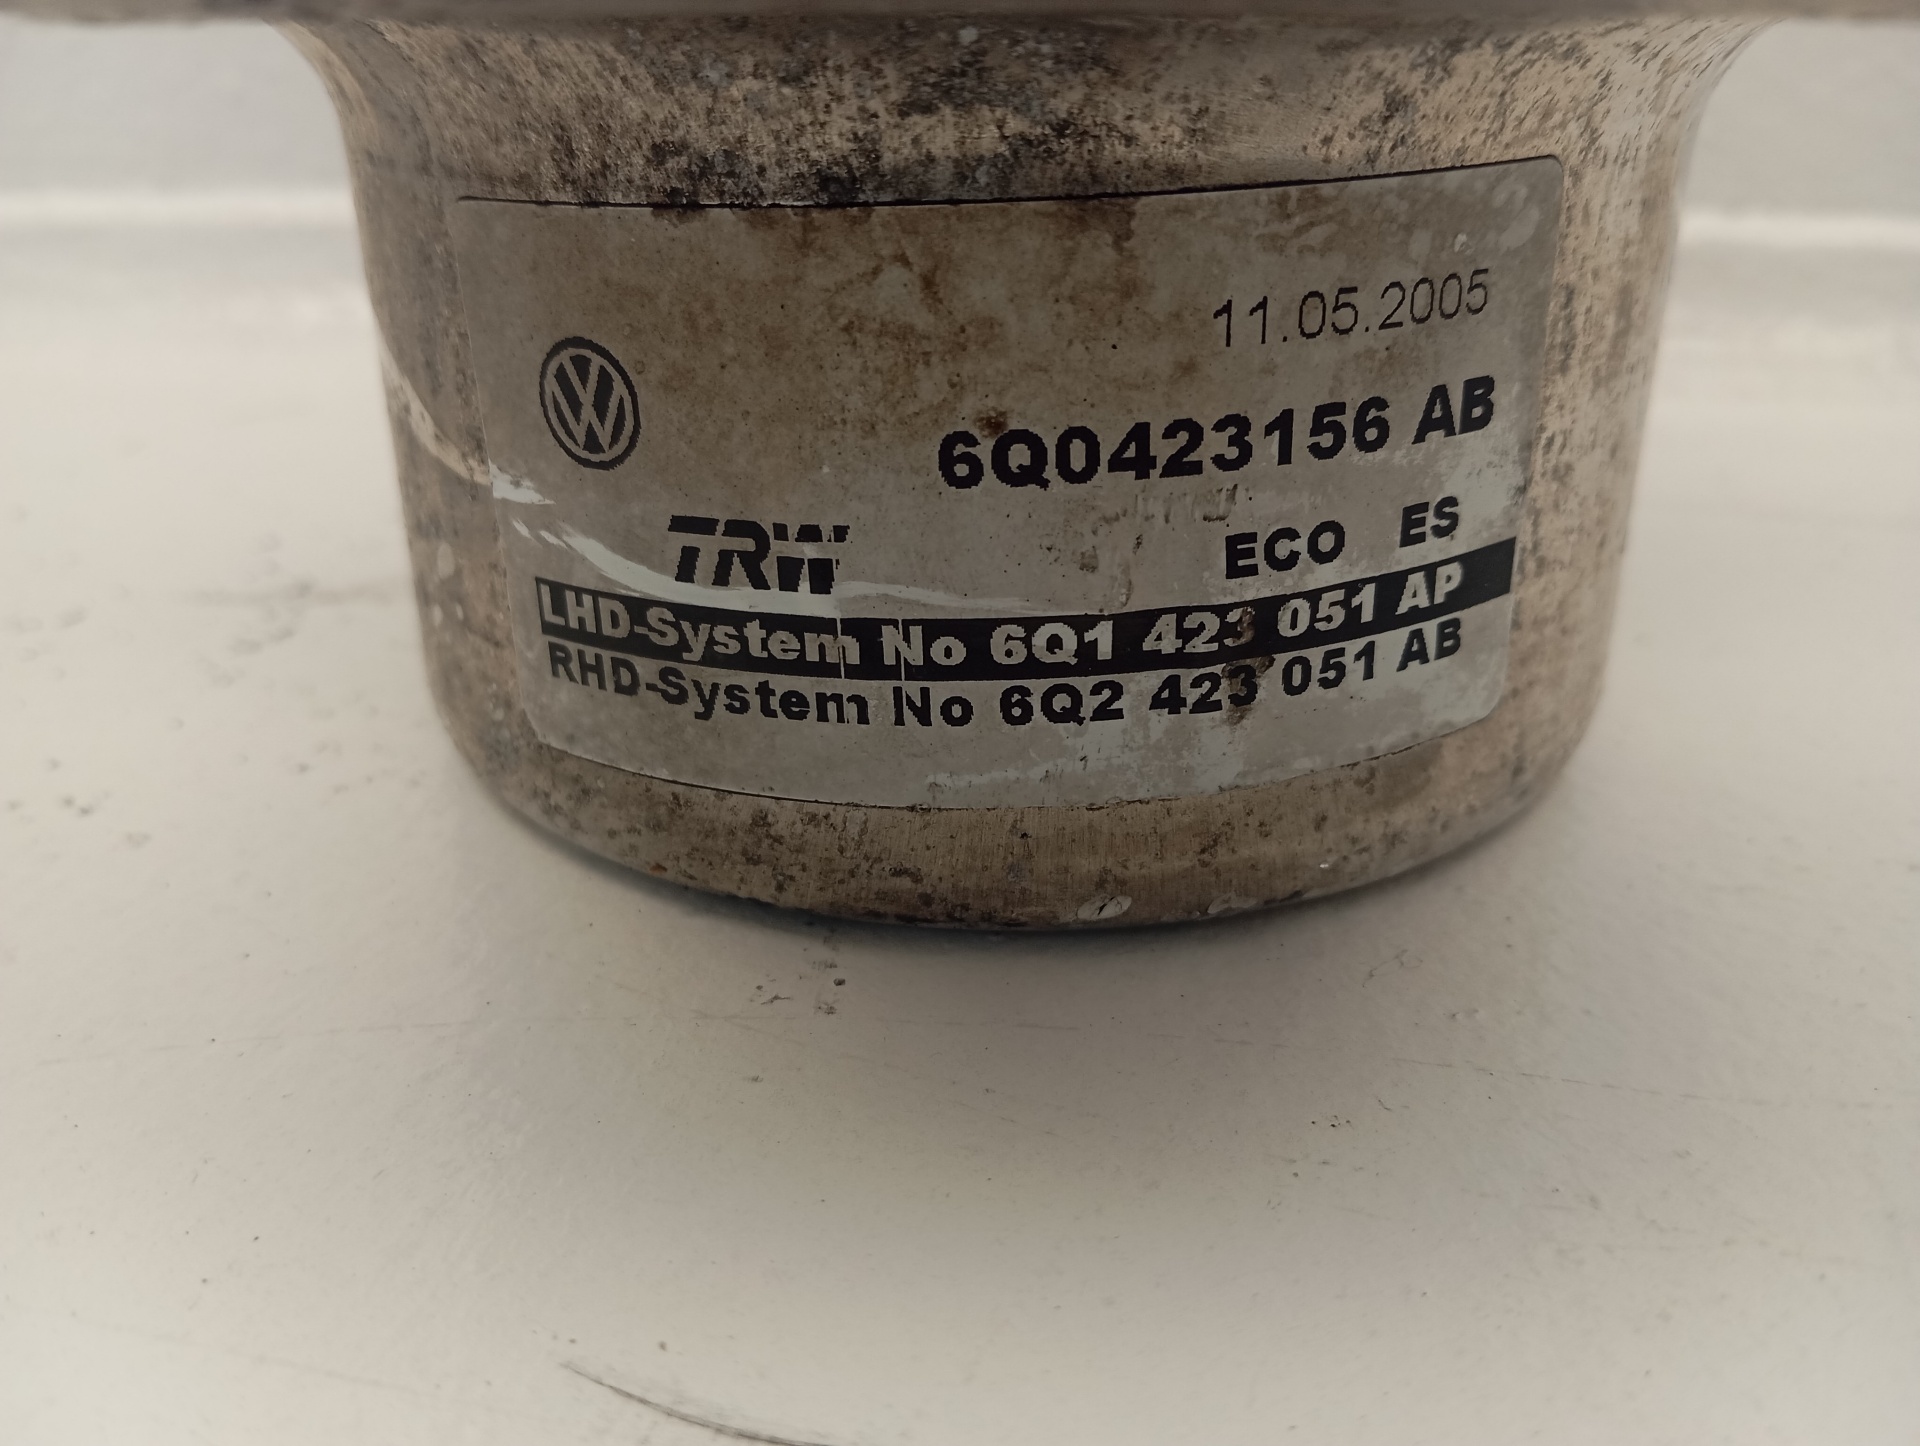 11.05.2005
6Q0423156 AB
TRW
ECO ES
LHD-System No 6Q1 423 051 AP
RHD-System No 6Q2 423 051 AB